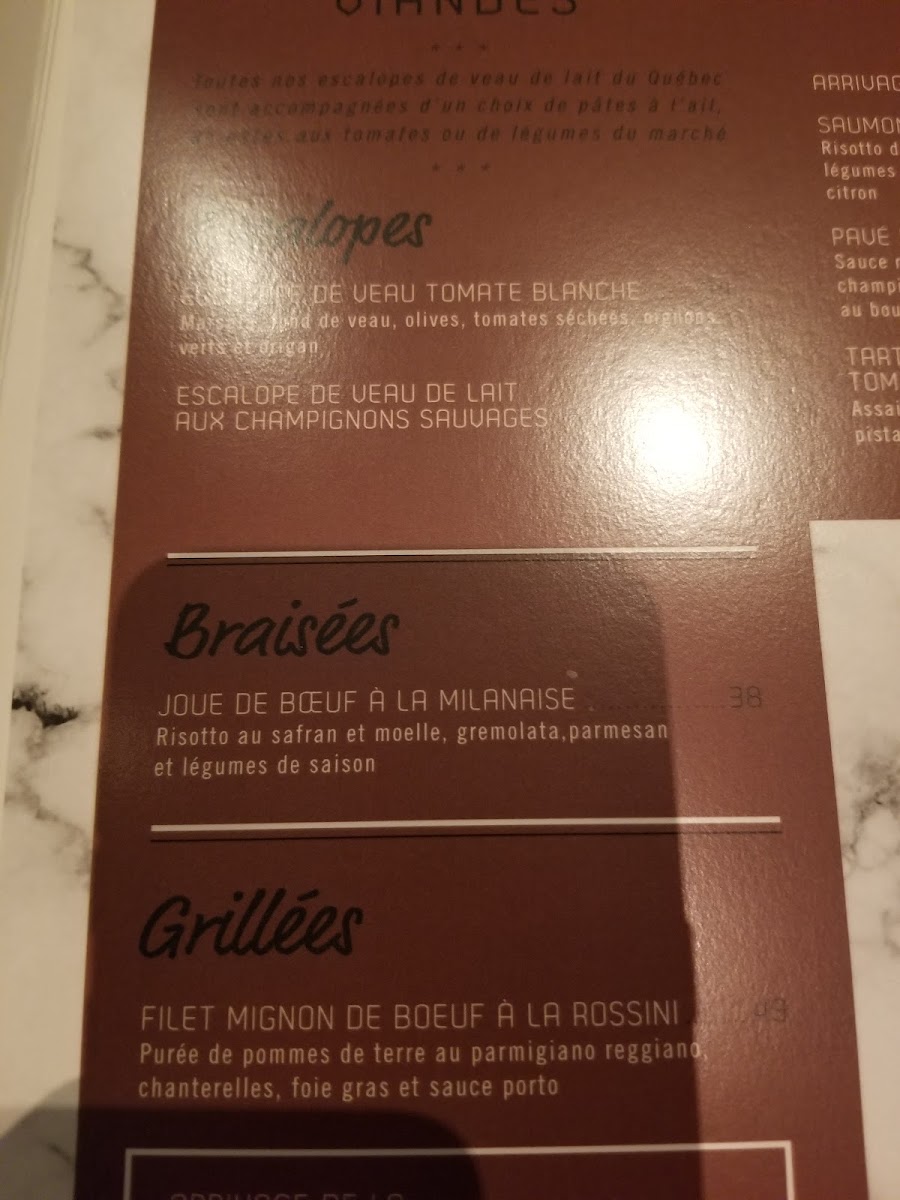 VIANDES
* * *
Toutes nos escalopes de veau de lait du Québec
sont accompagnées d'un choix de pâtes à l'ail,
aux tomates ou de légumes du marché
* * *
DE VEAU TOMATE BLANCHE
fond de veau, olives, tomates séchées, oignons
verts et origan
ESCALOPE DE VEAU DE LAIT
AUX CHAMPIGNONS SAUVAGES
Braisées
JOUE DE BŒUF À LA MILANAISE ................38
Risotto au safran et moelle, gremolata,parmesan
et légumes de saison
Grillées
FILET MIGNON DE BOEUF À LA ROSSINI
Purée de pommes de terre au parmigiano reggiano,
chanterelles, foie gras et sauce porto
ARRIVAGE DE LA
SAUMON
Risotto d
légumes
citron
PAVÉ
Sauce
champi
au bou
TART
TOM
Assai
pista